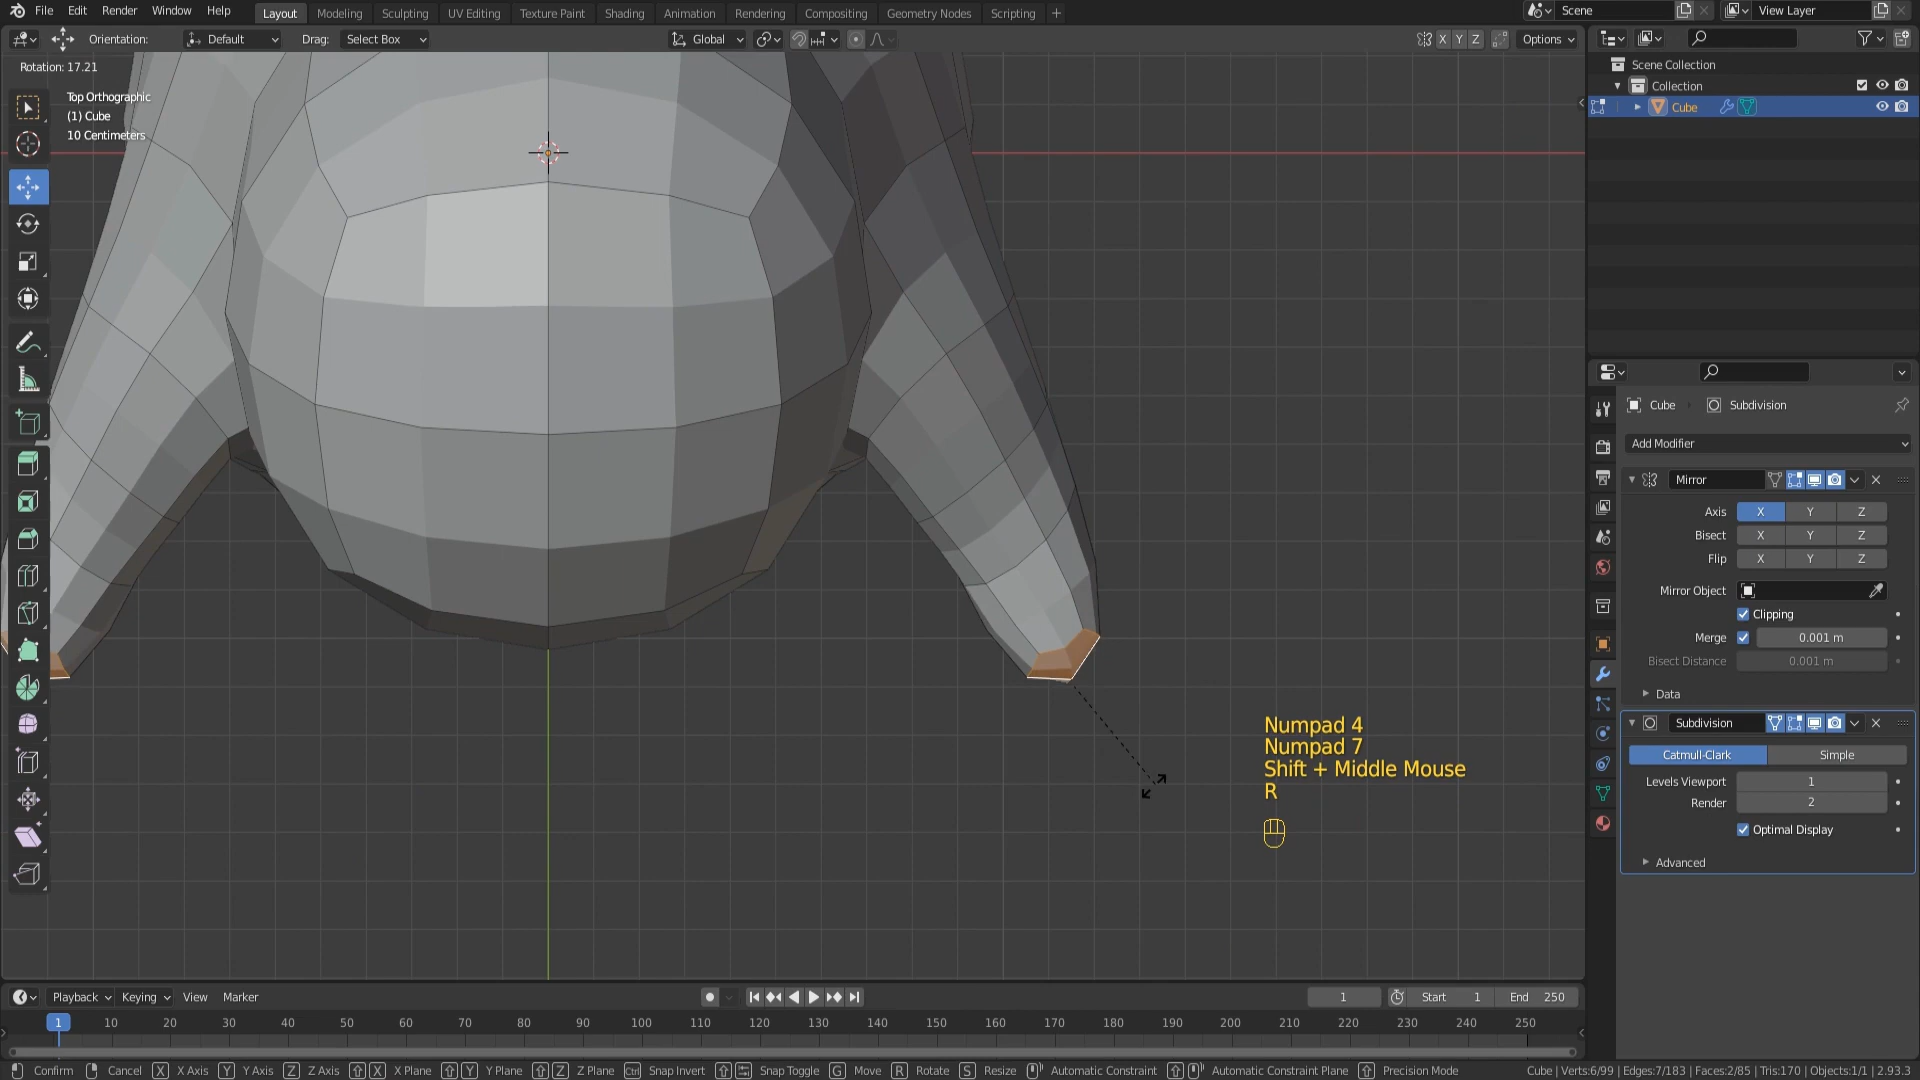 File Edit Render Window Help Layout Modeling Sculpting UV Editing Texture Paint Shading Animation Rendering Compositing Geometry Nodes Scripting + Scene View Layer
Orientation: Default Drag: Select Box Global X Y Z Options
Rotation: 17.21
Top Orthographic
(1) Cube
10 Centimeters
Scene Collection
Collection
Cube
Cube Subdivision
Add Modifier
Mirror
Axis X Y Z
Bisect X Y Z
Flip X Y Z
Mirror Object
Clipping
Merge 0.001 m
Bisect Distance 0.001 m
Data
Subdivision
Catmull-Clark Simple
Levels Viewport 1
Render 2
Optimal Display
Advanced
Numpad 4
Numpad 7
Shift + Middle Mouse
R
Playback Keying View Marker 1 Start 1 End 250
1 10 20 30 40 50 60 70 80 90 100 110 120 130 140 150 160 170 180 190 200 210 220 230 240 250
Confirm Cancel X X Axis Y Y Axis Z Z Axis X X Plane Y Y Plane Z Z Plane Ctrl Snap Invert Snap Toggle G Move R Rotate S Resize Automatic Constraint Automatic Constraint Plane Precision Mode Cube | Verts:6/99 | Edges:7/183 | Faces:2/85 | Tris:170 | Objects:1/1 | 2.93.3